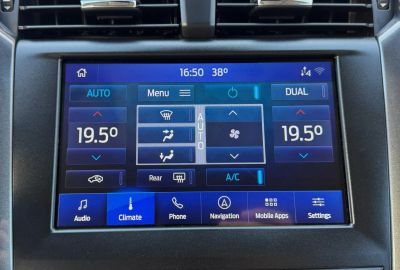 16:50 38°
AUTO Menu DUAL
19.5° AUTO 19.5°
Rear A/C
Audio Climate Phone Navigation Mobile Apps Settings